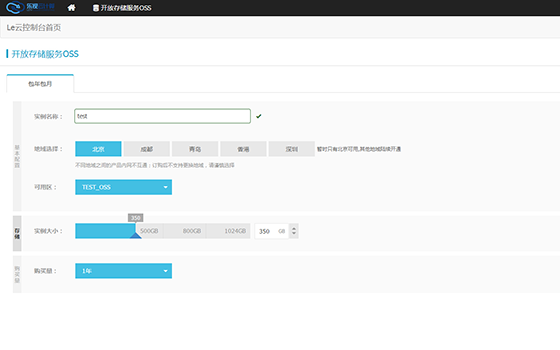 开放存储服务OSS
Le云控制台首页
开放存储服务OSS
包年包月
基本配置
实例名称：
test
地域选择：
北京
成都
青岛
香港
深圳
暂时只有北京可用,其他地域陆续开通
不同地域之间的产品内网不互通；订购后不支持更换地域，请谨慎选择
可用区：
TEST_OSS
存储
350
实例大小：
500GB
800GB
1024GB
350 GB
购买量
购买量：
1年